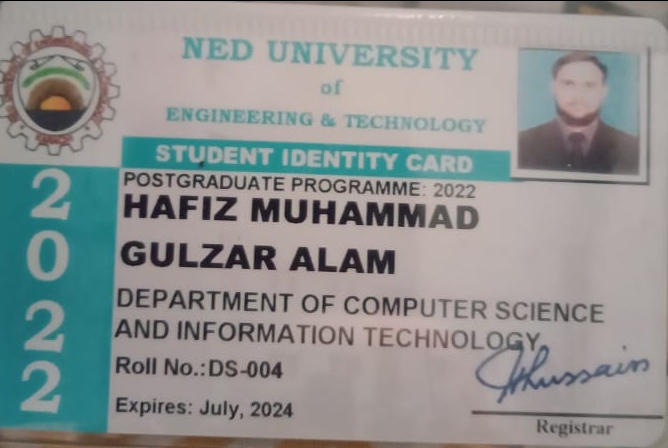 NED UNIVERSITY
of
ENGINEERING & TECHNOLOGY
STUDENT IDENTITY CARD
2022
POSTGRADUATE PROGRAMME: 2022
HAFIZ MUHAMMAD
GULZAR ALAM
DEPARTMENT OF COMPUTER SCIENCE
AND INFORMATION TECHNOLOGY
Roll No.:DS-004
Expires: July, 2024
Registrar